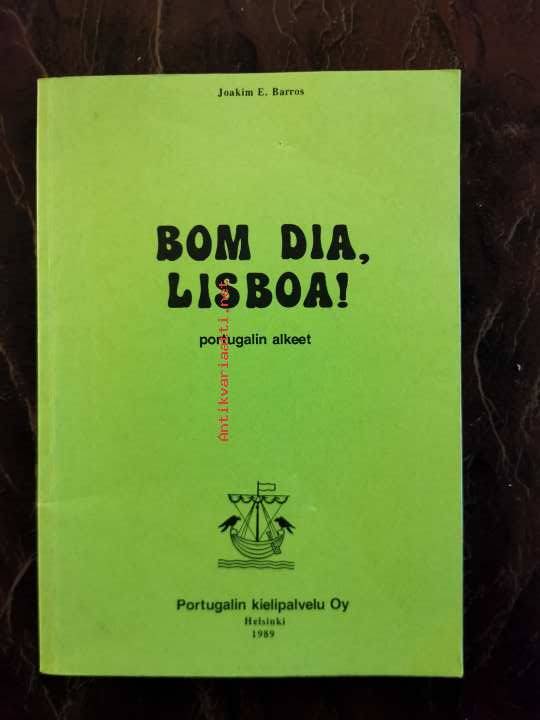 Joakim E. Barros
BOM DIA,
LISBOA!
portugalin alkeet
Antikvariaatti.net
Portugalin kielipalvelu Oy
Helsinki
1989